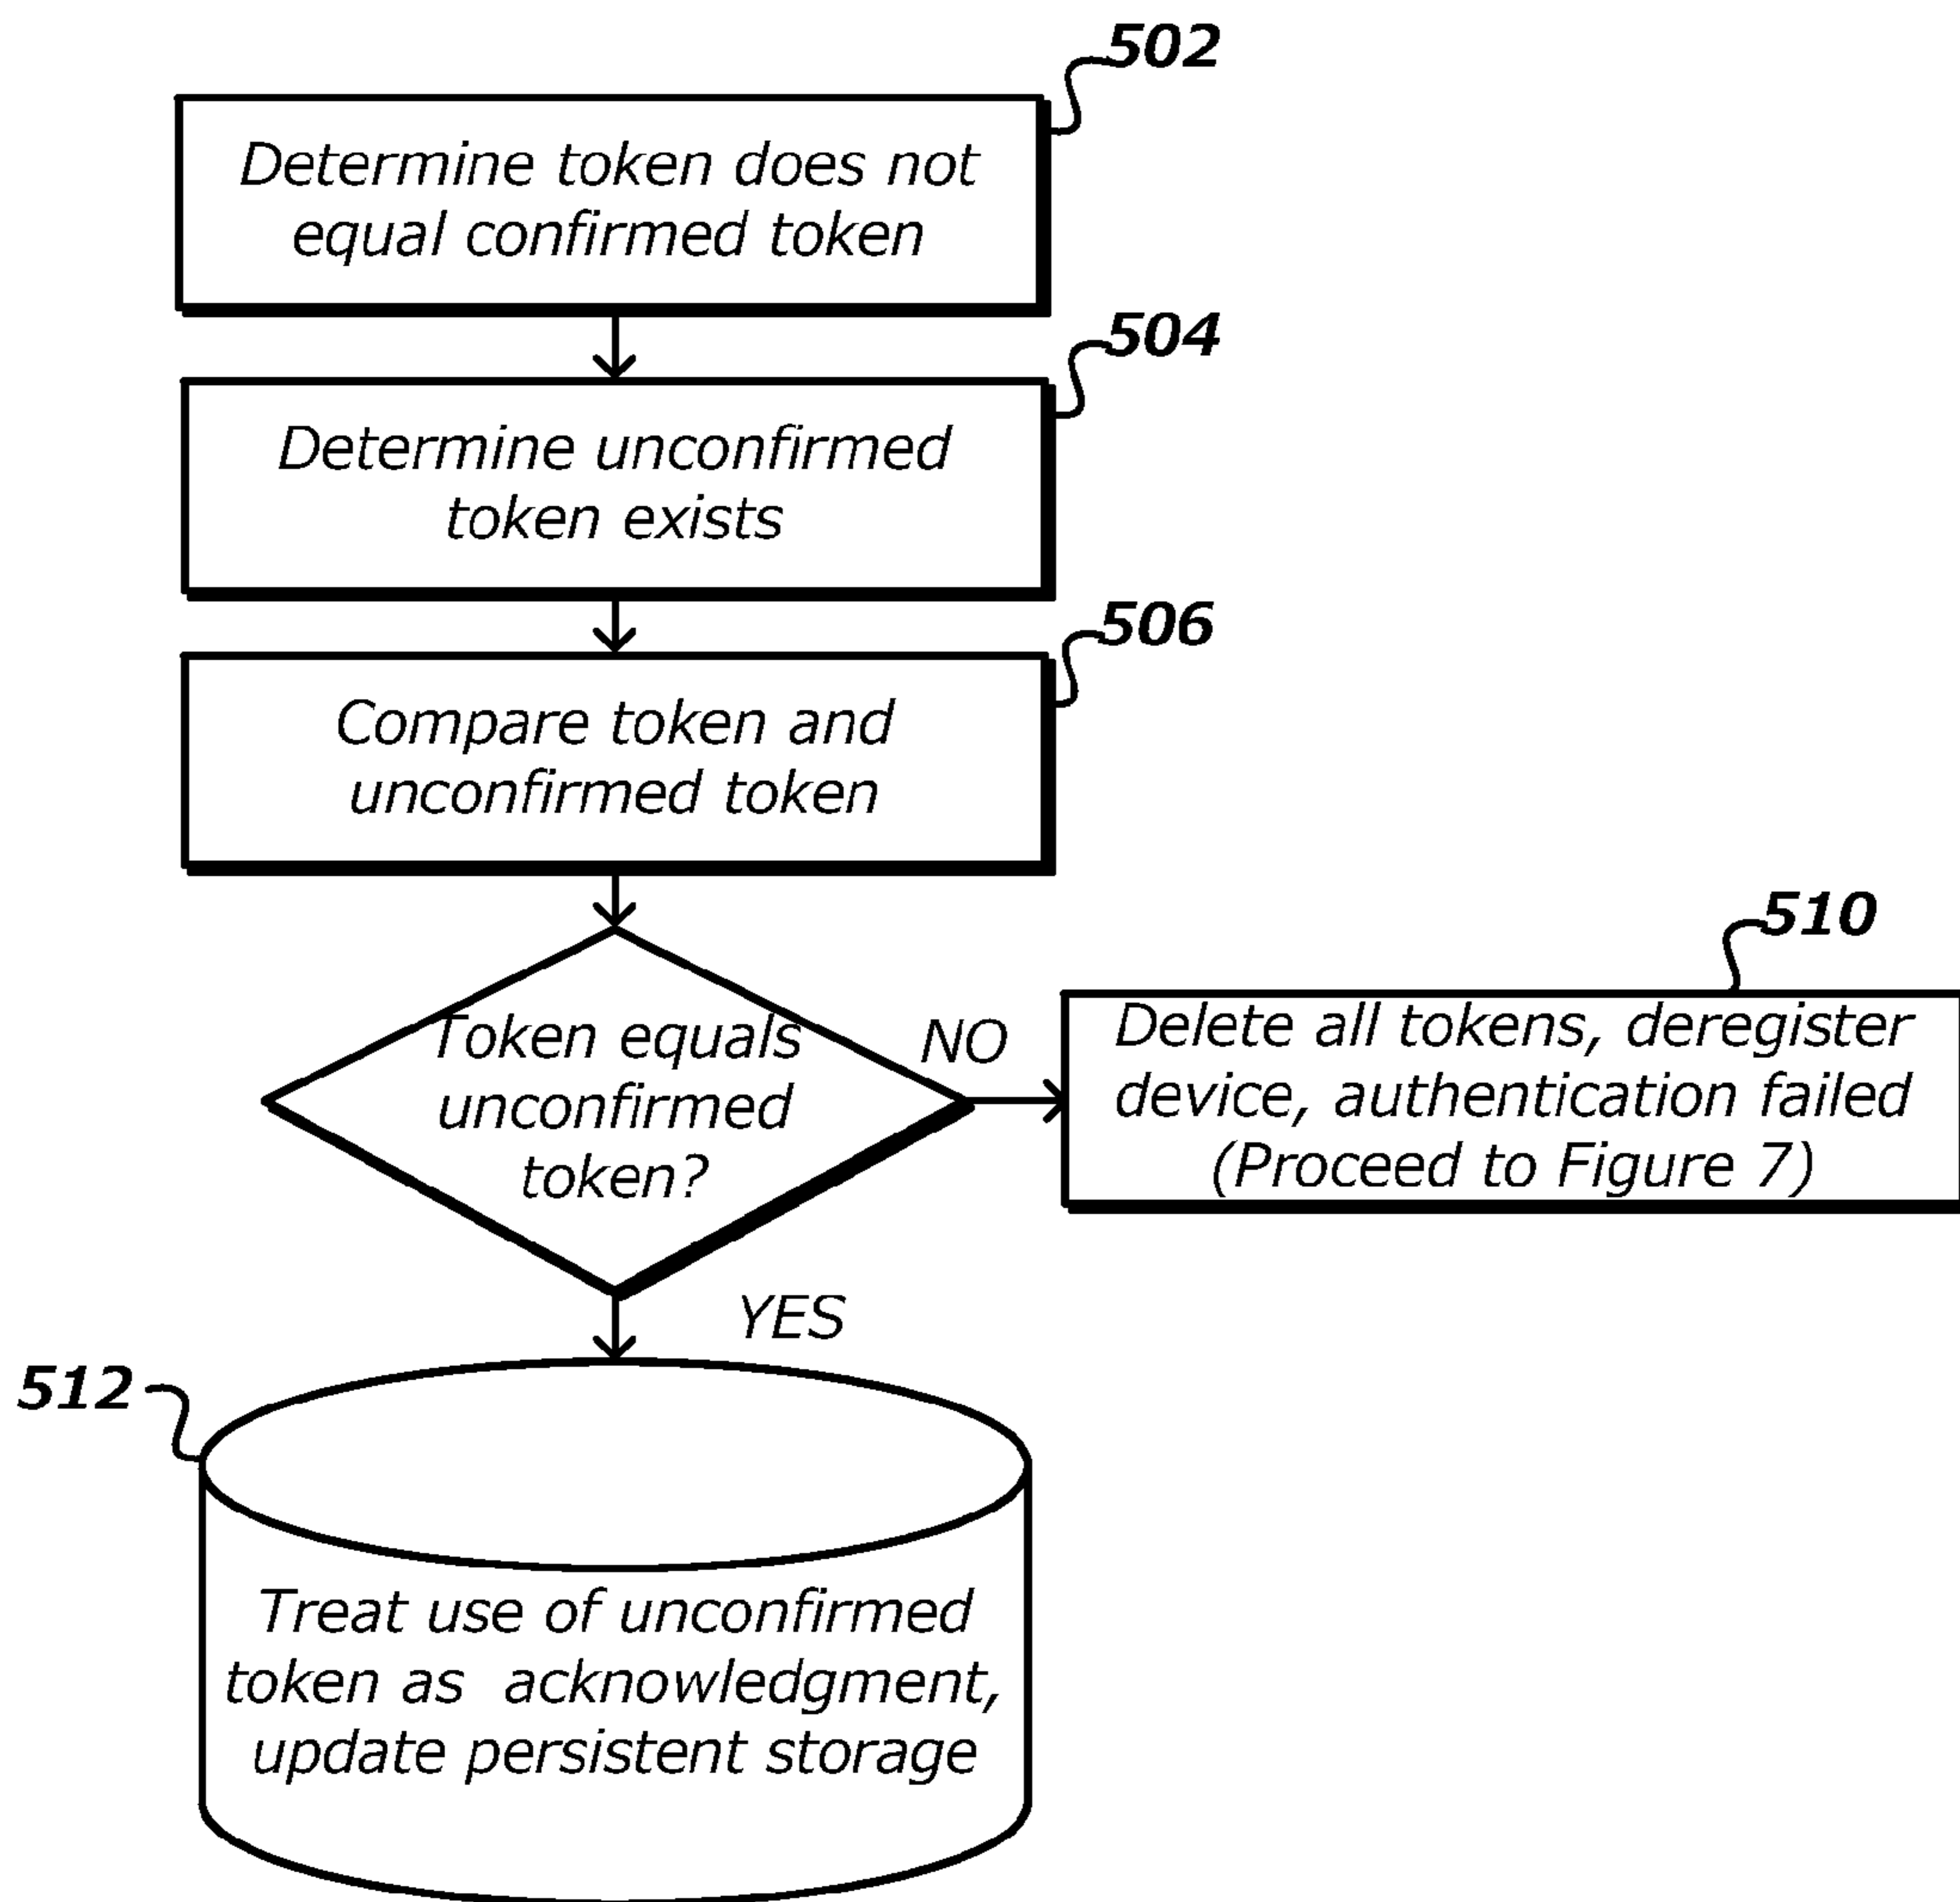 502
Determine token does not
equal confirmed token
504
Determine unconfirmed
token exists
506
Compare token and
unconfirmed token
510
Token equals
unconfirmed
token?
NO
Delete all tokens, deregister
device, authentication failed
(Proceed to Figure 7)
YES
512
Treat use of unconfirmed
token as acknowledgment,
update persistent storage